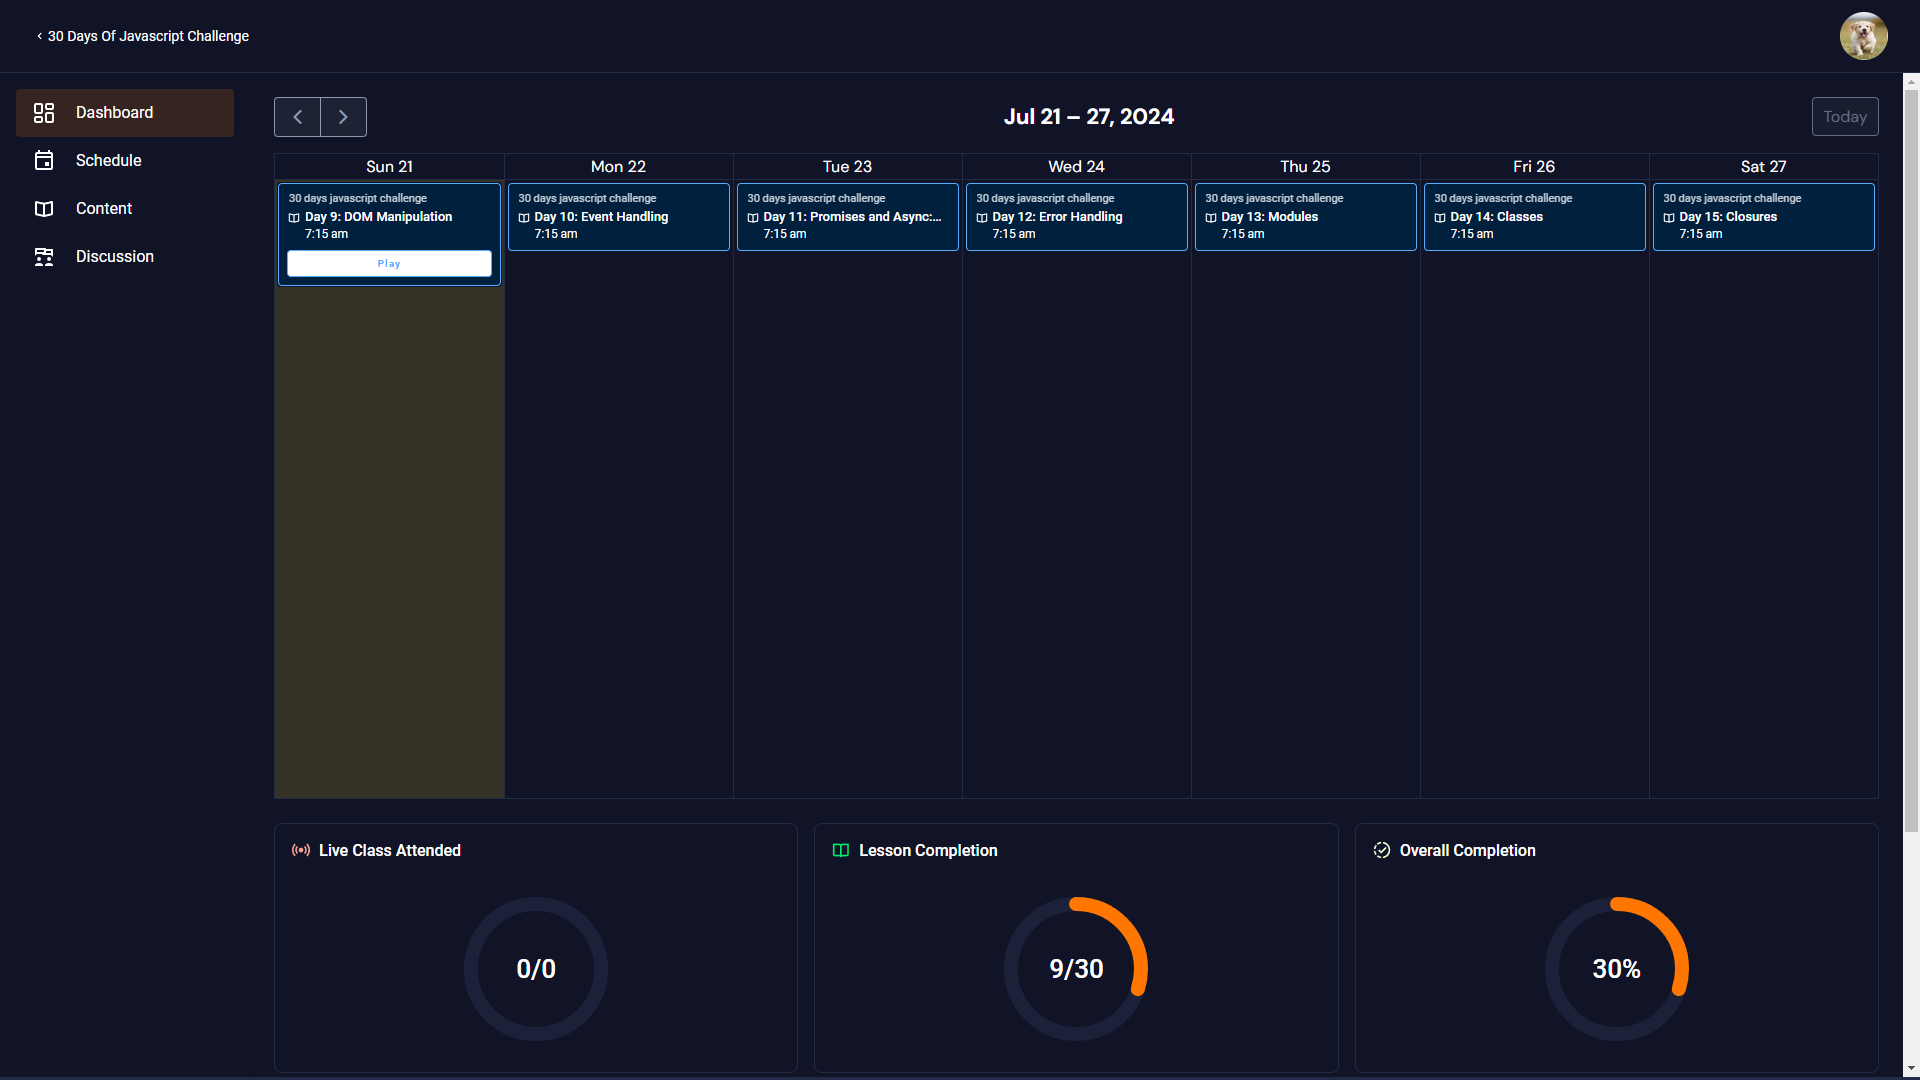 30 Days Of Javascript Challenge
Dashboard
Schedule
Content
Discussion
Jul 21 – 27, 2024
Today
Sun 21
Mon 22
Tue 23
Wed 24
Thu 25
Fri 26
Sat 27
30 days javascript challenge
Day 9: DOM Manipulation
7:15 am
Play
30 days javascript challenge
Day 10: Event Handling
7:15 am
30 days javascript challenge
Day 11: Promises and Async:...
7:15 am
30 days javascript challenge
Day 12: Error Handling
7:15 am
30 days javascript challenge
Day 13: Modules
7:15 am
30 days javascript challenge
Day 14: Classes
7:15 am
30 days javascript challenge
Day 15: Closures
7:15 am
Live Class Attended
0/0
Lesson Completion
9/30
Overall Completion
30%